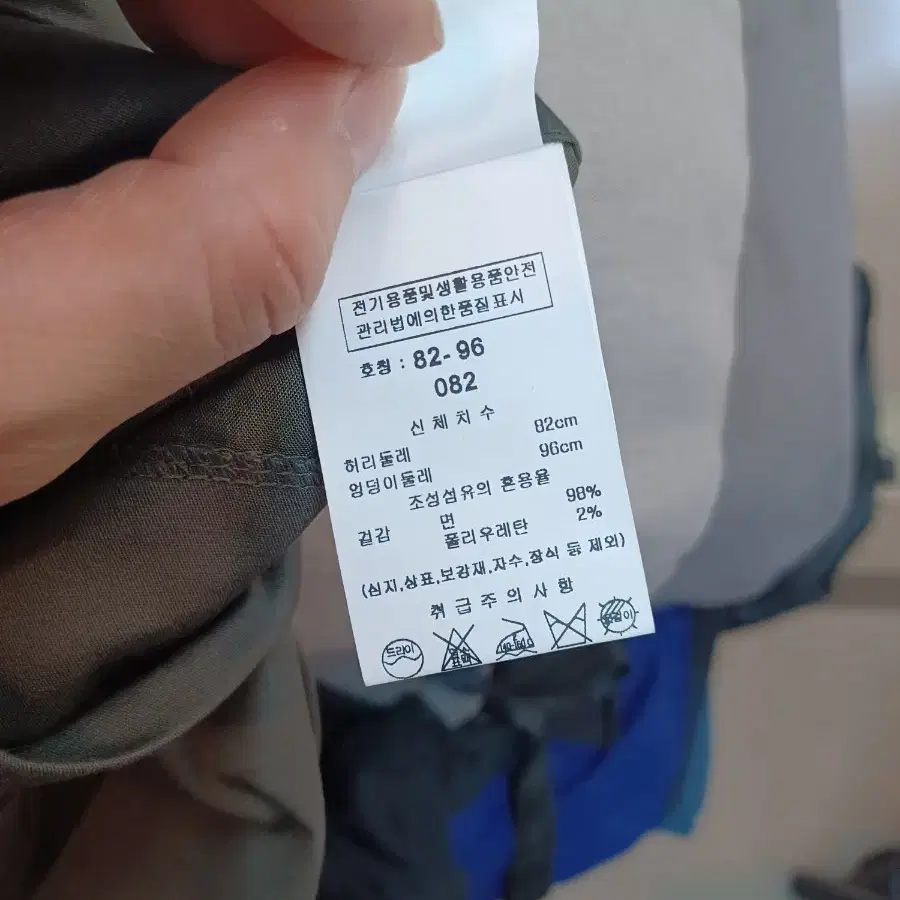 전기용품및생활용품안전
관리법에의한품질표시
호칭 : 82-96
082
신체치수
허리둘레 82cm
엉덩이둘레 96cm
조성섬유의 혼용율
겉감 면 98%
폴리우레탄 2%
(심지,상표,보강재,자수,장식 등 제외)
취급주의사항
드라이 표백